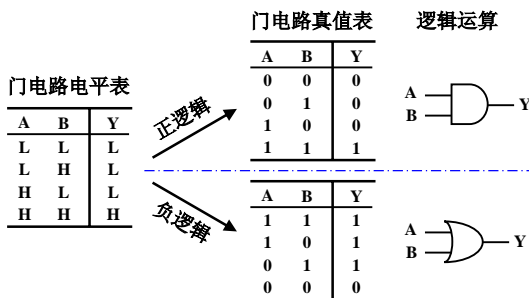 门电路电平表
A B Y
L L L
L H L
H L L
H H H
正逻辑
负逻辑
门电路真值表
A B Y
0 0 0
0 1 0
1 0 0
1 1 1
A B Y
1 1 1
1 0 1
0 1 1
0 0 0
逻辑运算
A
B
Y
A
B
Y